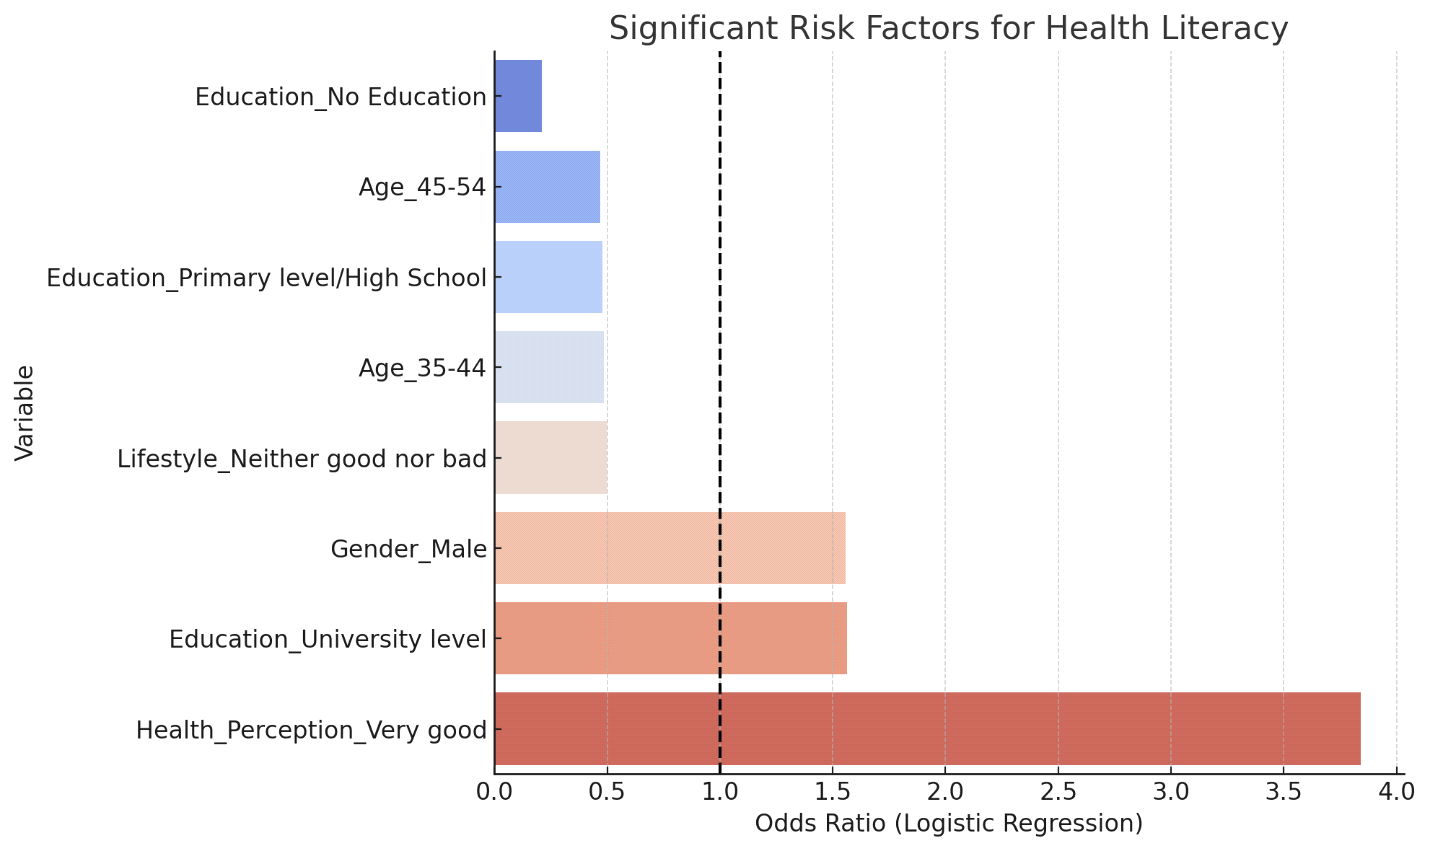 Significant Risk Factors for Health Literacy
Education_No Education
Age_45-54
Education_Primary level/High School
Age_35-44
Lifestyle_Neither good nor bad
Gender_Male
Education_University level
Health_Perception_Very good
Variable
0.0 0.5 1.0 1.5 2.0 2.5 3.0 3.5 4.0
Odds Ratio (Logistic Regression)